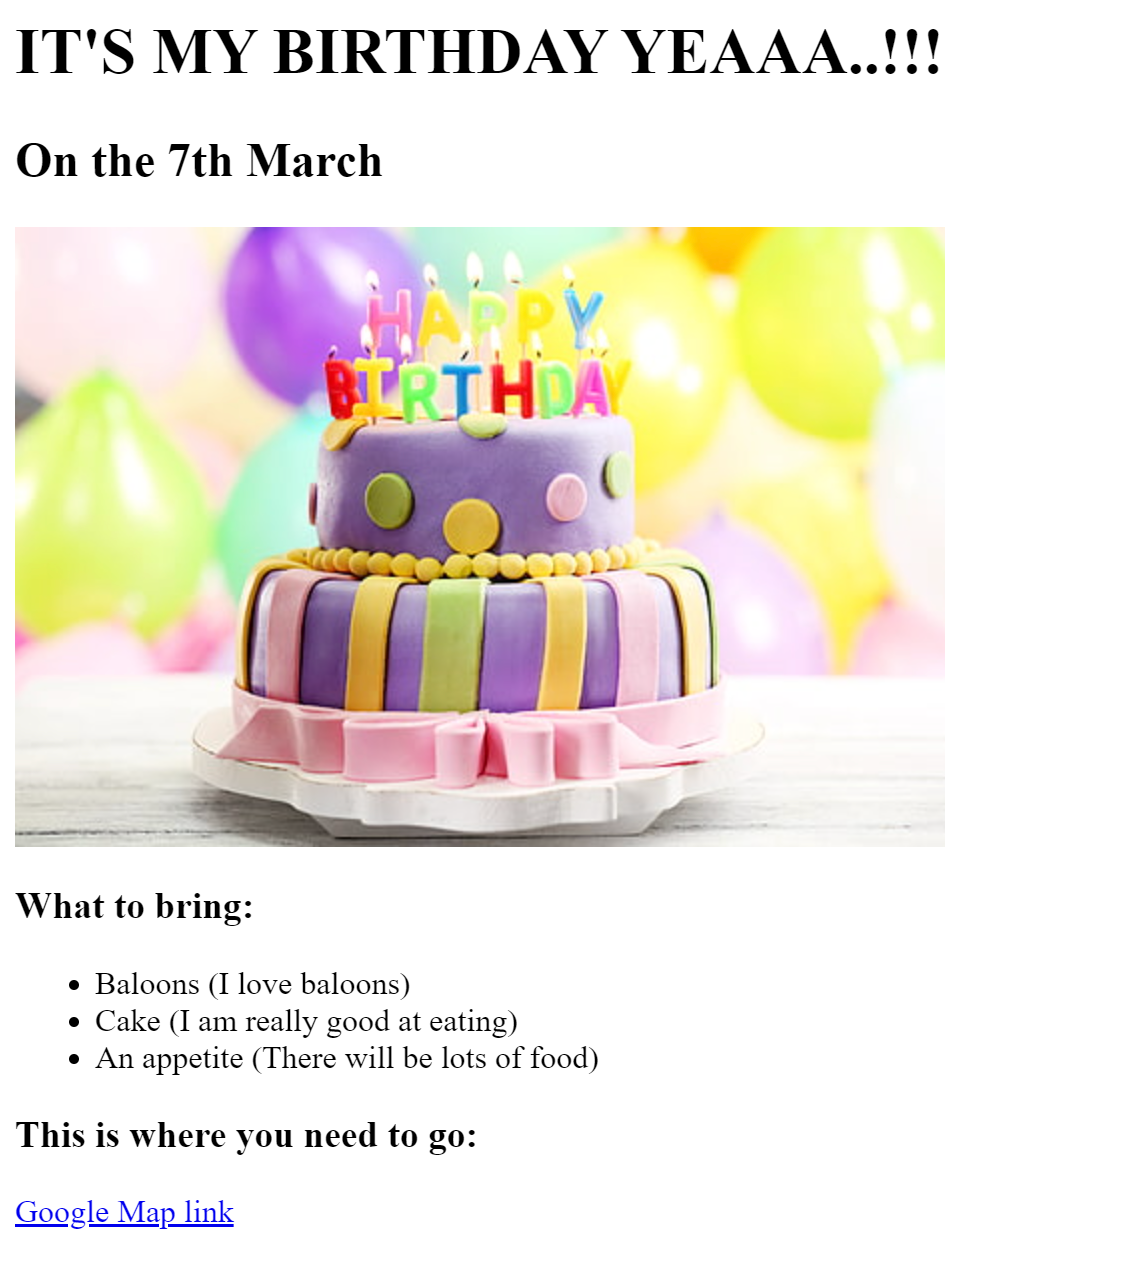 IT'S MY BIRTHDAY YEAAA..!!!
On the 7th March
HAPPY
BIRTHDAY
What to bring:
Baloons (I love baloons)
Cake (I am really good at eating)
An appetite (There will be lots of food)
This is where you need to go:
Google Map link